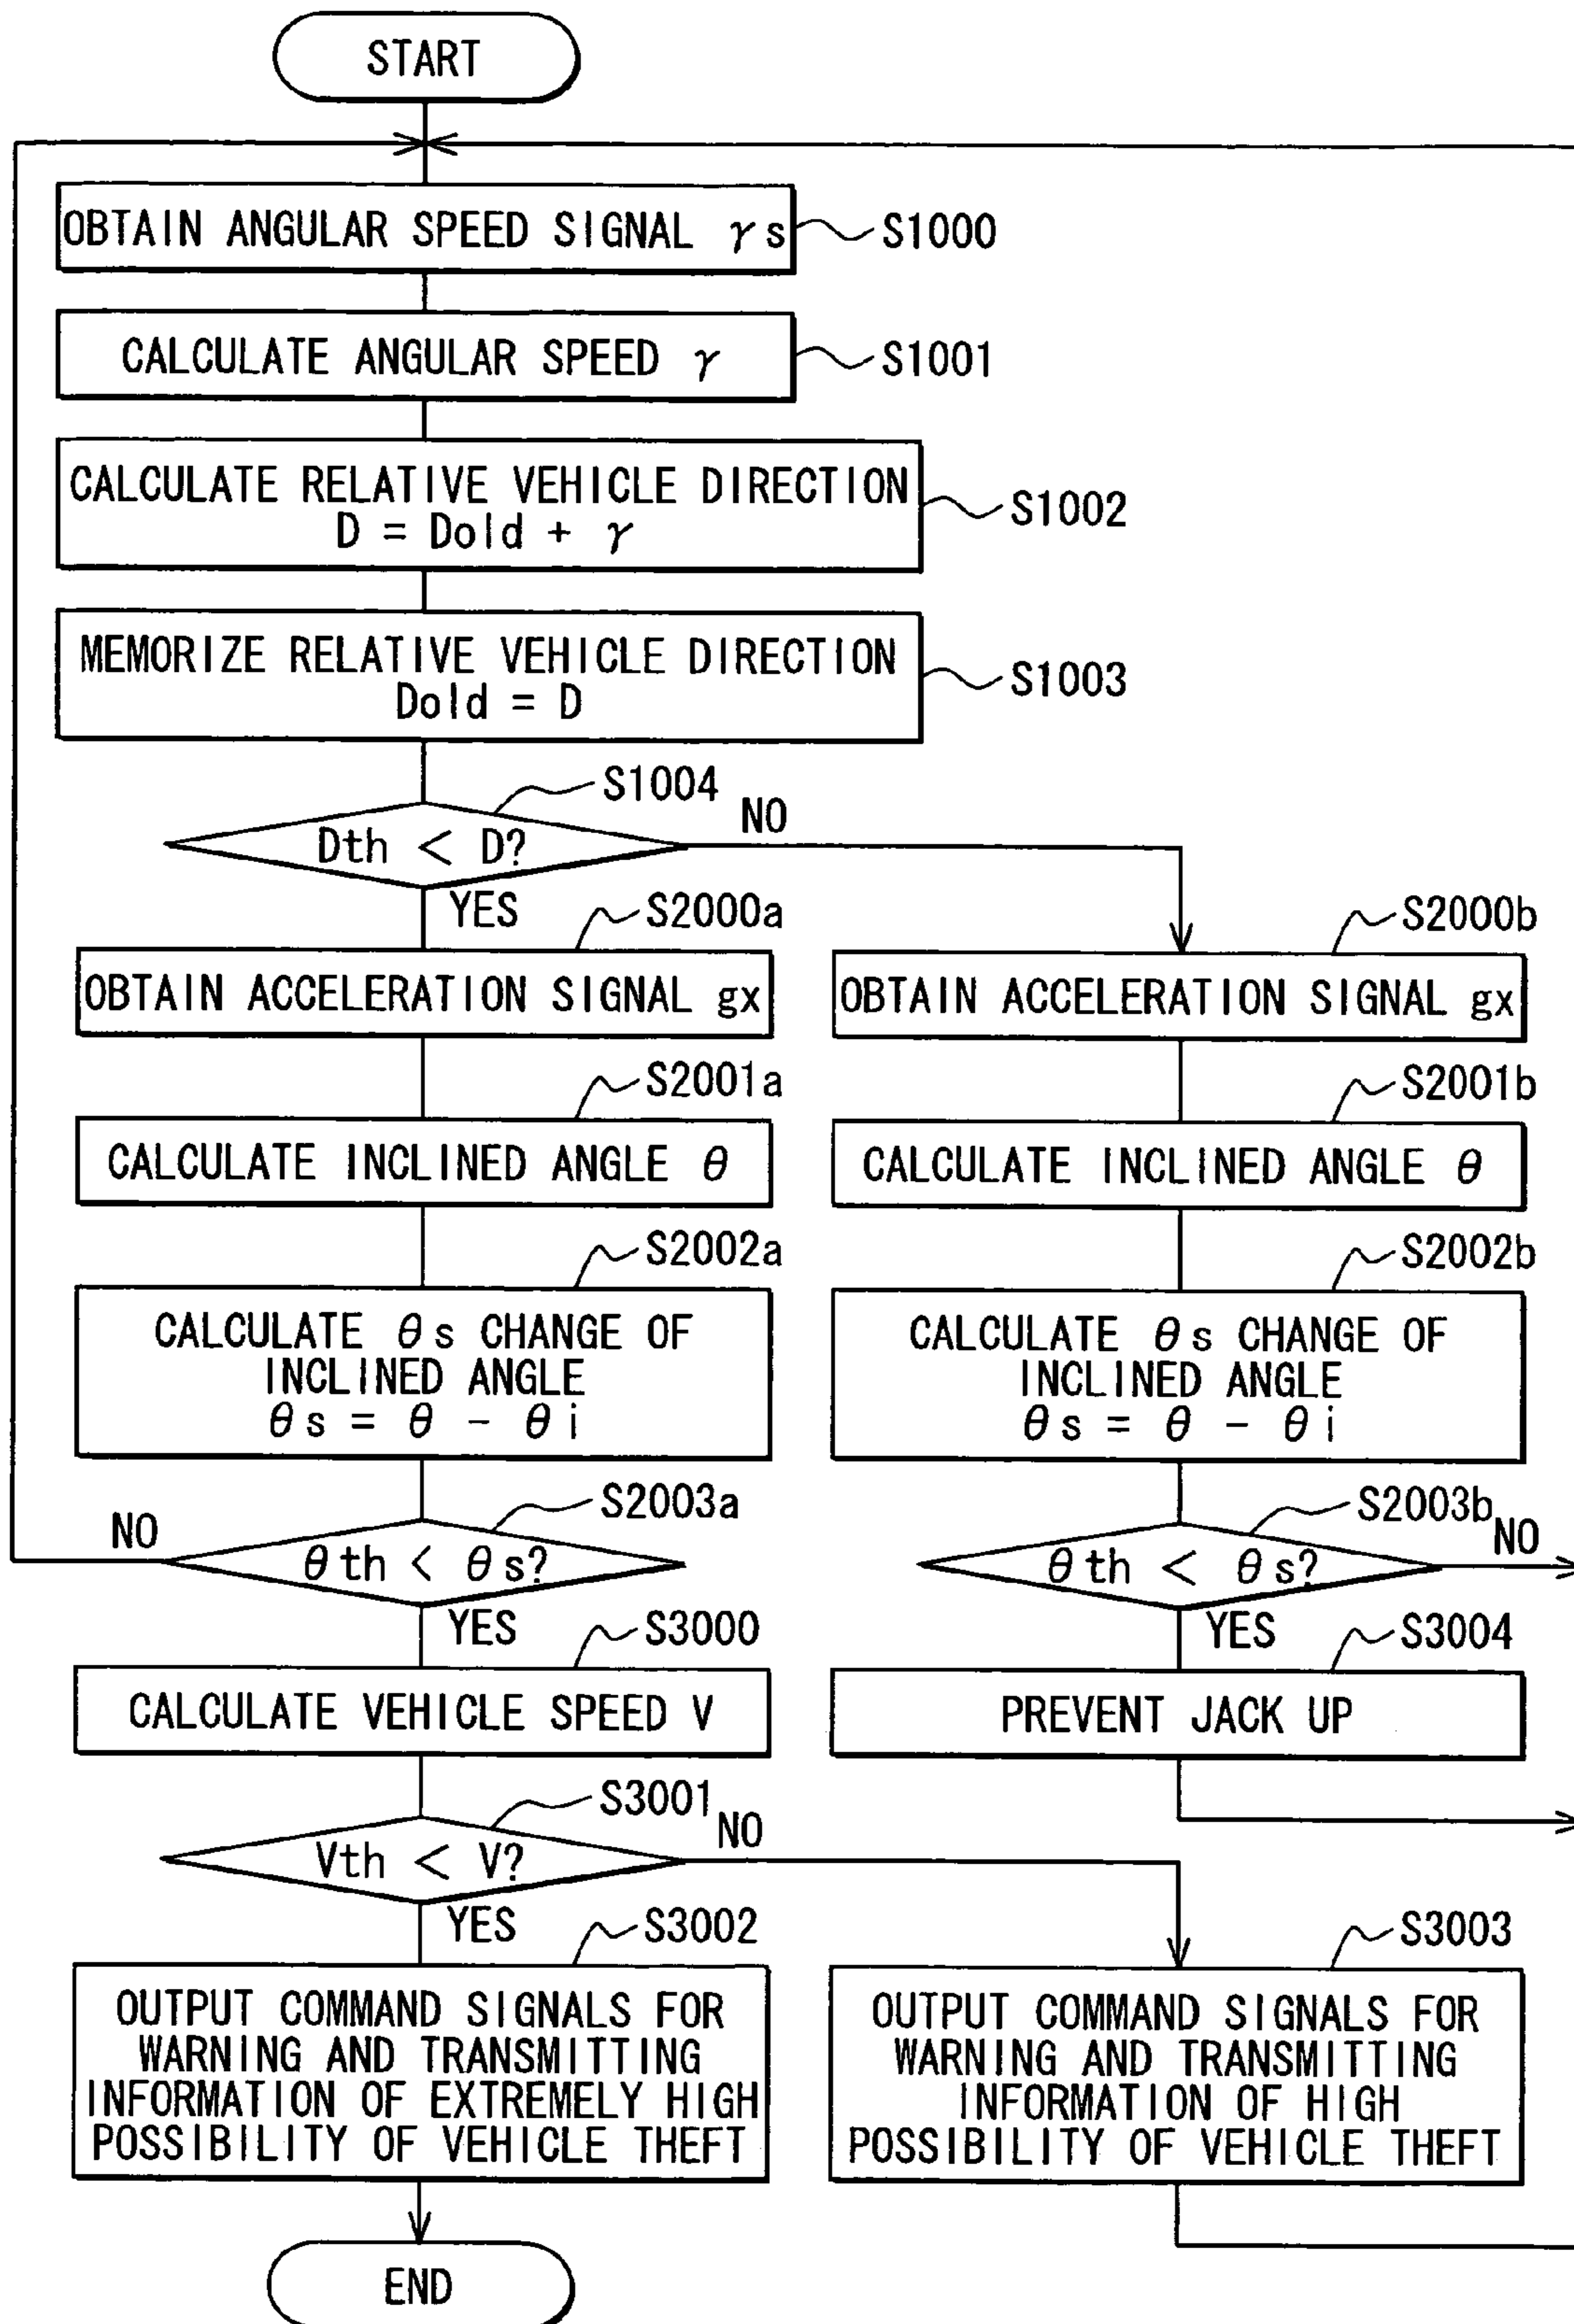 START
OBTAIN ANGULAR SPEED SIGNAL γs
S1000
CALCULATE ANGULAR SPEED γ
S1001
CALCULATE RELATIVE VEHICLE DIRECTION
D = Dold + γ
S1002
MEMORIZE RELATIVE VEHICLE DIRECTION
Dold = D
S1003
S1004
Dth < D?
NO
YES
S2000a
OBTAIN ACCELERATION SIGNAL gx
S2000b
OBTAIN ACCELERATION SIGNAL gx
S2001a
CALCULATE INCLINED ANGLE θ
S2001b
CALCULATE INCLINED ANGLE θ
S2002a
CALCULATE θs CHANGE OF
INCLINED ANGLE
θs = θ - θi
S2002b
CALCULATE θs CHANGE OF
INCLINED ANGLE
θs = θ - θi
S2003a
NO
θth < θs?
YES
S2003b
NO
θth < θs?
YES
S3000
CALCULATE VEHICLE SPEED V
S3004
PREVENT JACK UP
S3001
NO
Vth < V?
YES
S3002
OUTPUT COMMAND SIGNALS FOR
WARNING AND TRANSMITTING
INFORMATION OF EXTREMELY HIGH
POSSIBILITY OF VEHICLE THEFT
S3003
OUTPUT COMMAND SIGNALS FOR
WARNING AND TRANSMITTING
INFORMATION OF HIGH
POSSIBILITY OF VEHICLE THEFT
END